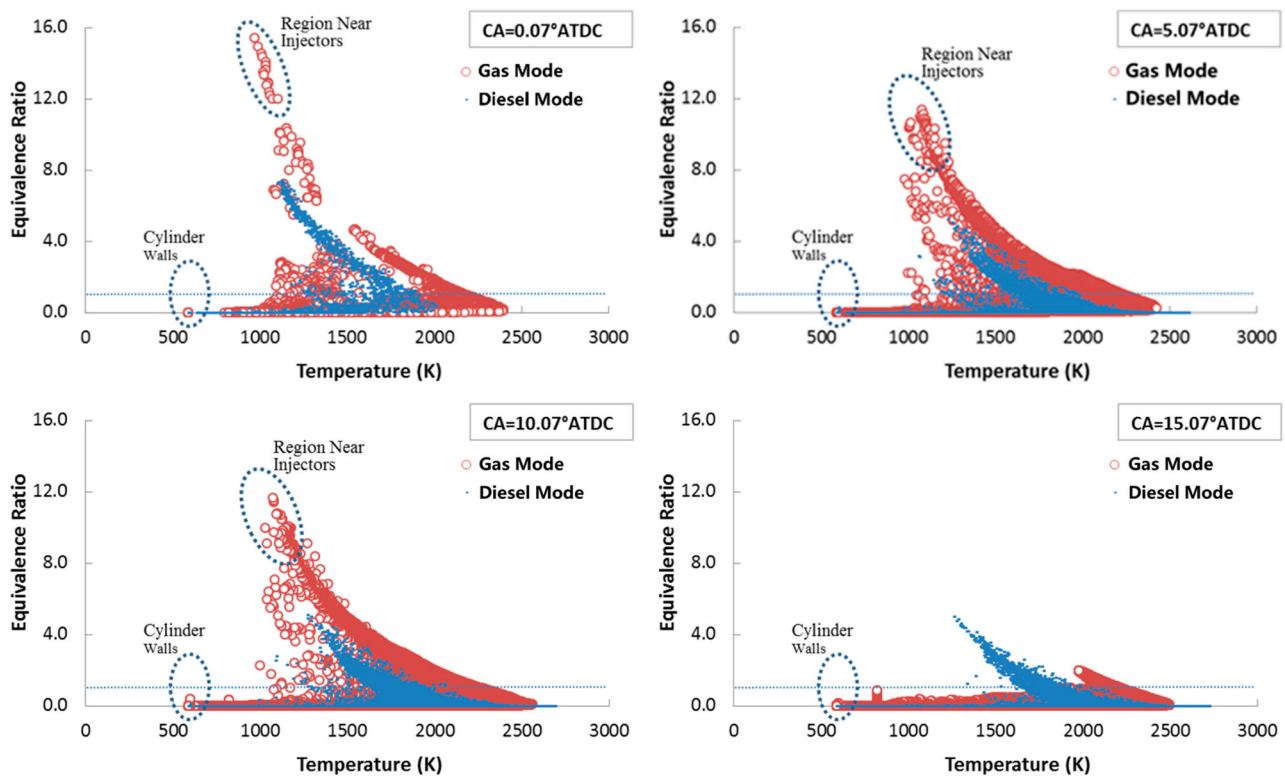 16.0
12.0
8.0
4.0
0.0
Equivalence Ratio
Region Near
Injectors
CA=0.07°ATDC
Gas Mode
Diesel Mode
Cylinder
Walls
0 500 1000 1500 2000 2500 3000
Temperature (K)
16.0
12.0
8.0
4.0
0.0
Equivalence Ratio
Region Near
Injectors
CA=5.07°ATDC
Gas Mode
Diesel Mode
Cylinder
Walls
0 500 1000 1500 2000 2500 3000
Temperature (K)
16.0
12.0
8.0
4.0
0.0
Equivalence Ratio
Region Near
Injectors
CA=10.07°ATDC
Gas Mode
Diesel Mode
Cylinder
Walls
0 500 1000 1500 2000 2500 3000
Temperature (K)
16.0
12.0
8.0
4.0
0.0
Equivalence Ratio
CA=15.07°ATDC
Gas Mode
Diesel Mode
Cylinder
Walls
0 500 1000 1500 2000 2500 3000
Temperature (K)